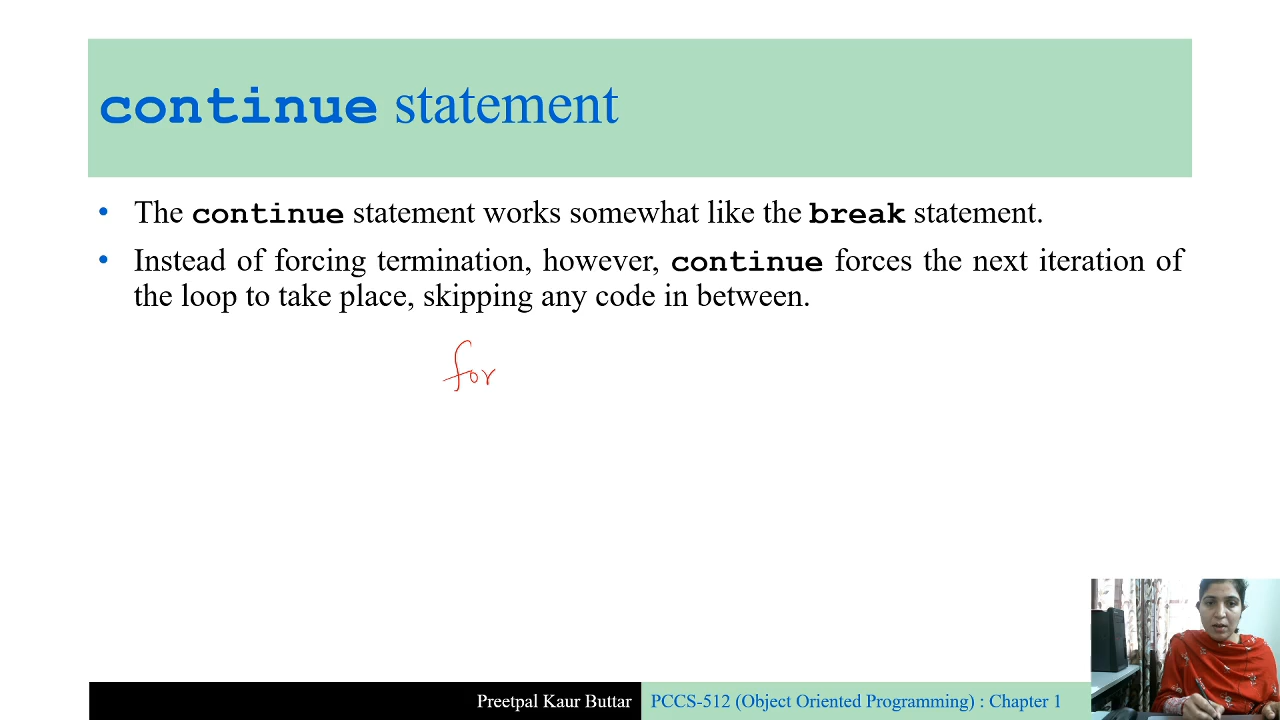 continue statement
• The continue statement works somewhat like the break statement.
• Instead of forcing termination, however, continue forces the next iteration of
the loop to take place, skipping any code in between.
for
Preetpal Kaur Buttar
PCCS-512 (Object Oriented Programming) : Chapter 1